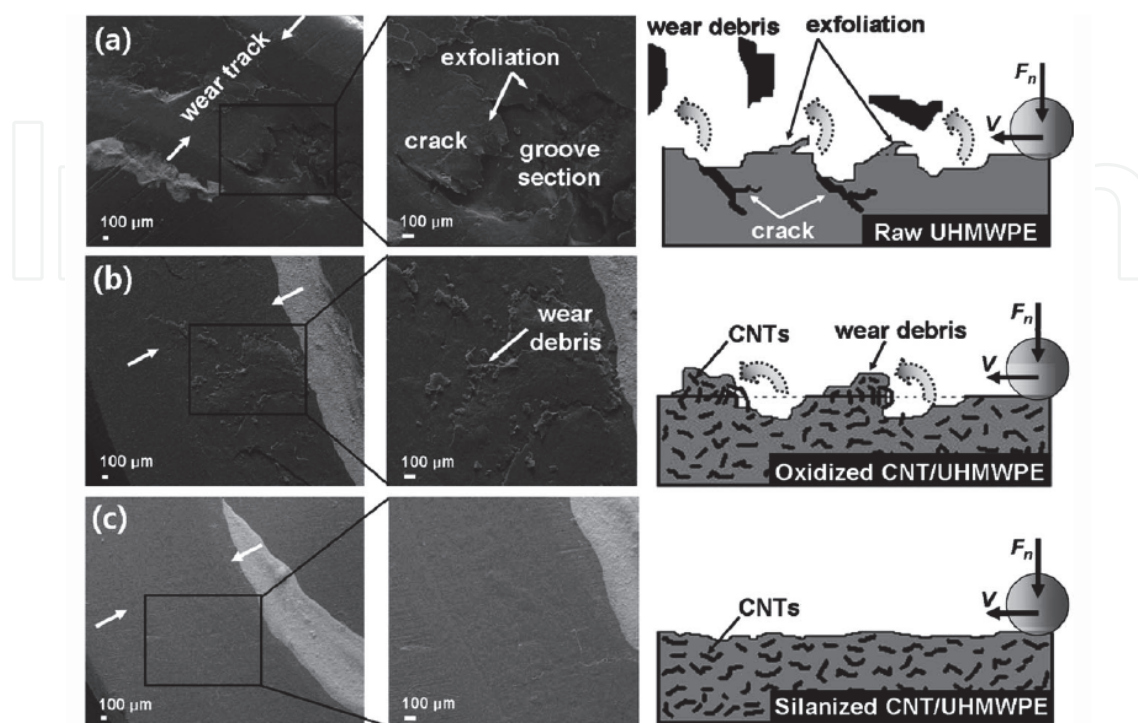 (a)
wear track
100 µm
exfoliation
crack
groove
section
100 µm
wear debris
exfoliation
Fn
V
crack
Raw UHMWPE
(b)
100 µm
wear
debris
100 µm
CNTs
wear debris
Fn
V
Oxidized CNT/UHMWPE
(c)
100 µm
100 µm
CNTs
Fn
V
Silanized CNT/UHMWPE